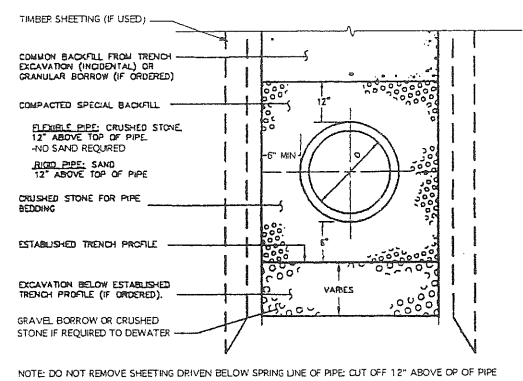 TIMBER SHEETING (IF USED)
COMMON BACKFILL FROM TRENCH
EXCAVATION (INCIDENTAL) OR
GRANULAR BORROW (IF ORDERED)
COMPACTED SPECIAL BACKFILL
FLEXIBLE PIPE: CRUSHED STONE,
12" ABOVE TOP OF PIPE.
-NO SAND REQUIRED
RIGID PIPE: SAND
12" ABOVE TOP OF PIPE
CRUSHED STONE FOR PIPE
BEDDING
ESTABLISHED TRENCH PROFILE
EXCAVATION BELOW ESTABLISHED
TRENCH PROFILE (IF ORDERED).
GRAVEL BORROW OR CRUSHED
STONE IF REQUIRED TO DEWATER
12"
6" MIN
D
6"
VARIES
NOTE: DO NOT REMOVE SHEETING DRIVEN BELOW SPRING LINE OF PIPE; CUT OFF 12" ABOVE OP OF PIPE